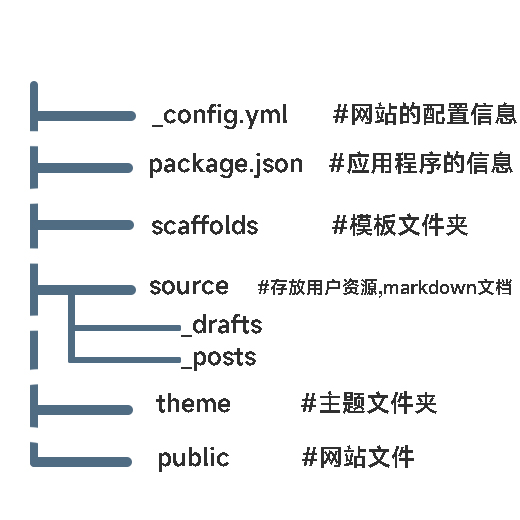 _config.yml #网站的配置信息
package.json #应用程序的信息
scaffolds #模板文件夹
source #存放用户资源,markdown文档
_drafts
_posts
theme #主题文件夹
public #网站文件